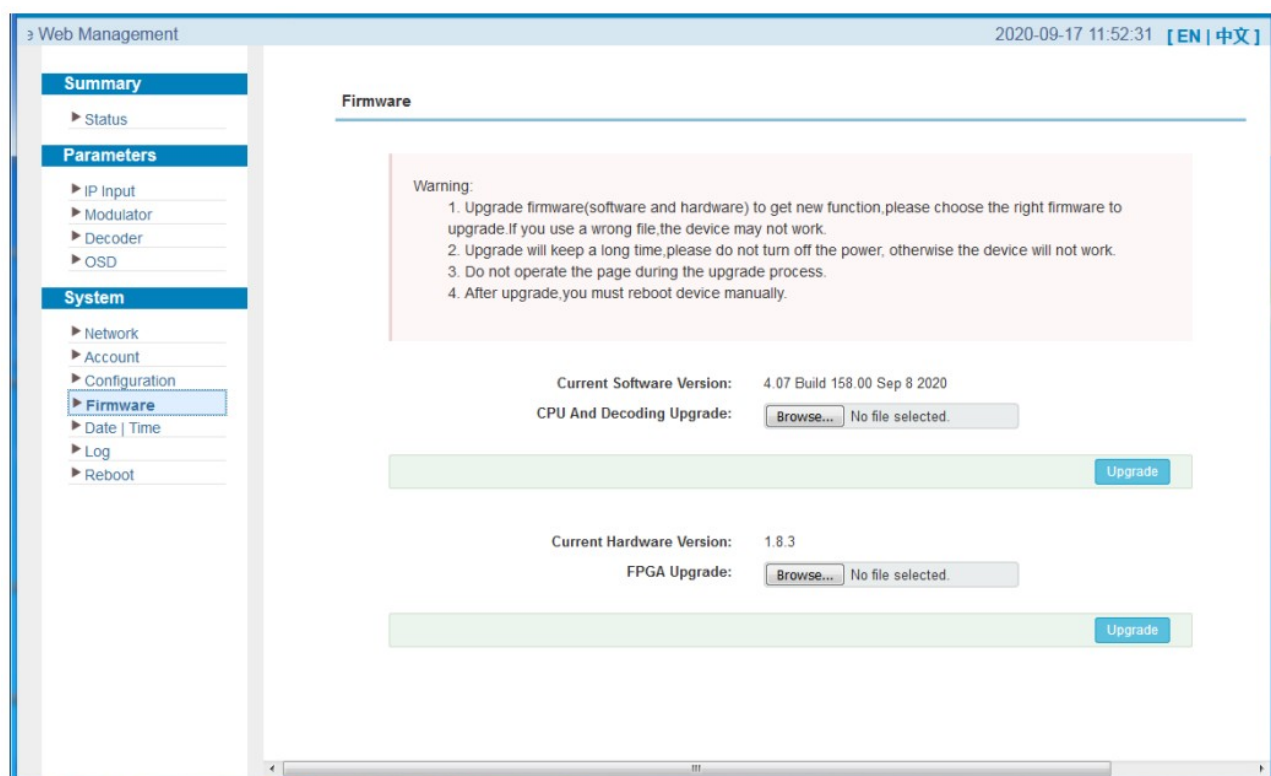 Web Management
2020-09-17 11:52:31 [ EN | 中文 ]
Summary
Status
Parameters
IP Input
Modulator
Decoder
OSD
System
Network
Account
Configuration
Firmware
Date | Time
Log
Reboot
Firmware
Warning:
1. Upgrade firmware(software and hardware) to get new function,please choose the right firmware to
upgrade.If you use a wrong file,the device may not work.
2. Upgrade will keep a long time,please do not turn off the power, otherwise the device will not work.
3. Do not operate the page during the upgrade process.
4. After upgrade,you must reboot device manually.
Current Software Version: 4.07 Build 158.00 Sep 8 2020
CPU And Decoding Upgrade: Browse... No file selected.
Upgrade
Current Hardware Version: 1.8.3
FPGA Upgrade: Browse... No file selected.
Upgrade